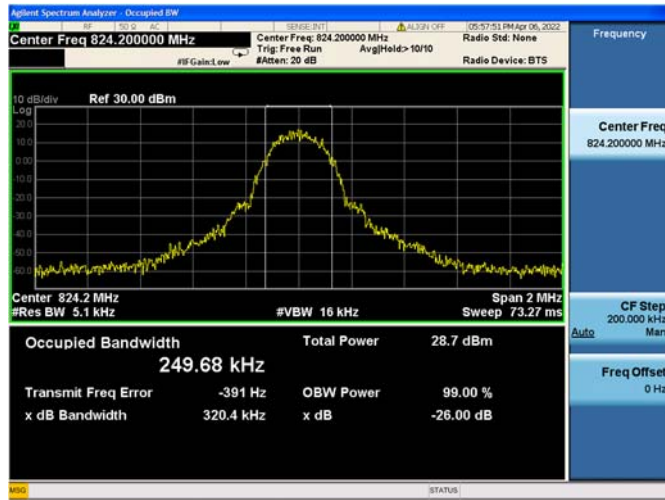 Agilent Spectrum Analyzer - Occupied BW
RF 50 Ω AC SENSE:INT ALIGN OFF 05:57:51 PM Apr 06, 2022
Center Freq 824.200000 MHz
Center Freq: 824.200000 MHz
Radio Std: None
Trig: Free Run Avg|Hold:> 10/10
#IFGain:Low #Atten: 20 dB Radio Device: BTS
10 dB/div Ref 30.00 dBm
Log
20.0
10.0
0.00
-10.0
-20.0
-30.0
-40.0
-50.0
-60.0
Center 824.2 MHz Span 2 MHz
#Res BW 5.1 kHz #VBW 16 kHz Sweep 73.27 ms
Occupied Bandwidth Total Power 28.7 dBm
249.68 kHz
Transmit Freq Error -391 Hz OBW Power 99.00 %
x dB Bandwidth 320.4 kHz x dB -26.00 dB
MSG STATUS
Frequency
Center Freq
824.200000 MHz
CF Step
200.000 kHz
Auto Man
Freq Offset
0 Hz